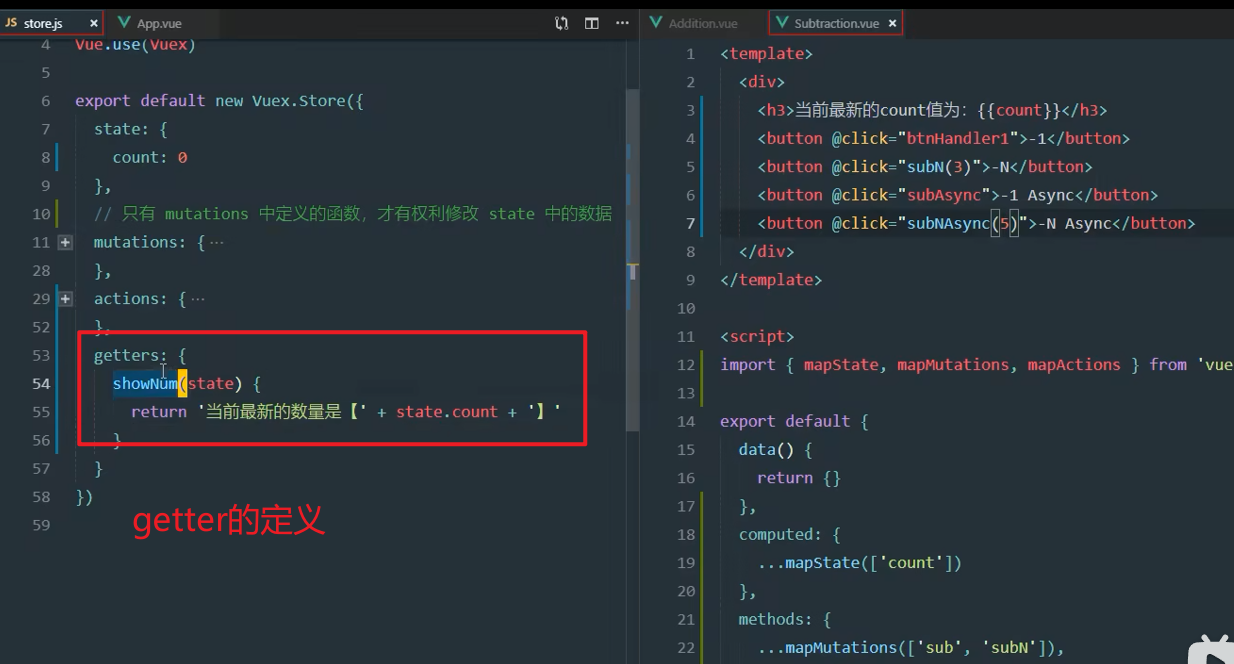 store.js
App.vue
4 Vue.use(Vuex)
5
6 export default new Vuex.Store({
7 state: {
8 count: 0
9 },
10 // 只有 mutations 中定义的函数，才有权利修改 state 中的数据
11 mutations: { ...
28 },
29 actions: { ...
52 },
53 getters: {
54 showNum(state) {
55 return '当前最新的数量是【' + state.count + '】'
56 }
57 }
58 })
59
getter的定义
Addition.vue
Subtraction.vue
1 <template>
2 <div>
3 <h3>当前最新的count值为：{{count}}</h3>
4 <button @click="btnHandler1">-1</button>
5 <button @click="subN(3)">-N</button>
6 <button @click="subAsync">-1 Async</button>
7 <button @click="subNAsync(5)">-N Async</button>
8 </div>
9 </template>
10
11 <script>
12 import { mapState, mapMutations, mapActions } from 'vue
13
14 export default {
15 data() {
16 return {}
17 },
18 computed: {
19 ...mapState(['count'])
20 },
21 methods: {
22 ...mapMutations(['sub', 'subN']),